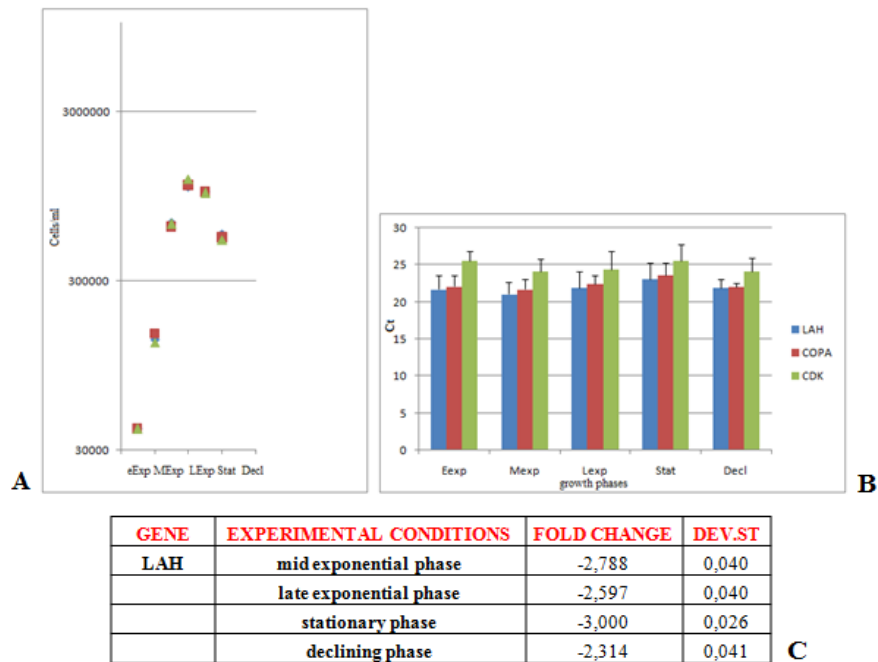 3000000
Cells/ml
300000
30000
eExp MExp LExp Stat Decl
A
30
25
20
15
10
5
0
Ct
Eexp Mexp Lexp Stat Decl
growth phases
LAH
COPA
CDK
B
GENE EXPERIMENTAL CONDITIONS FOLD CHANGE DEV.ST
LAH mid exponential phase -2,788 0,040
late exponential phase -2,597 0,040
stationary phase -3,000 0,026
declining phase -2,314 0,041
C